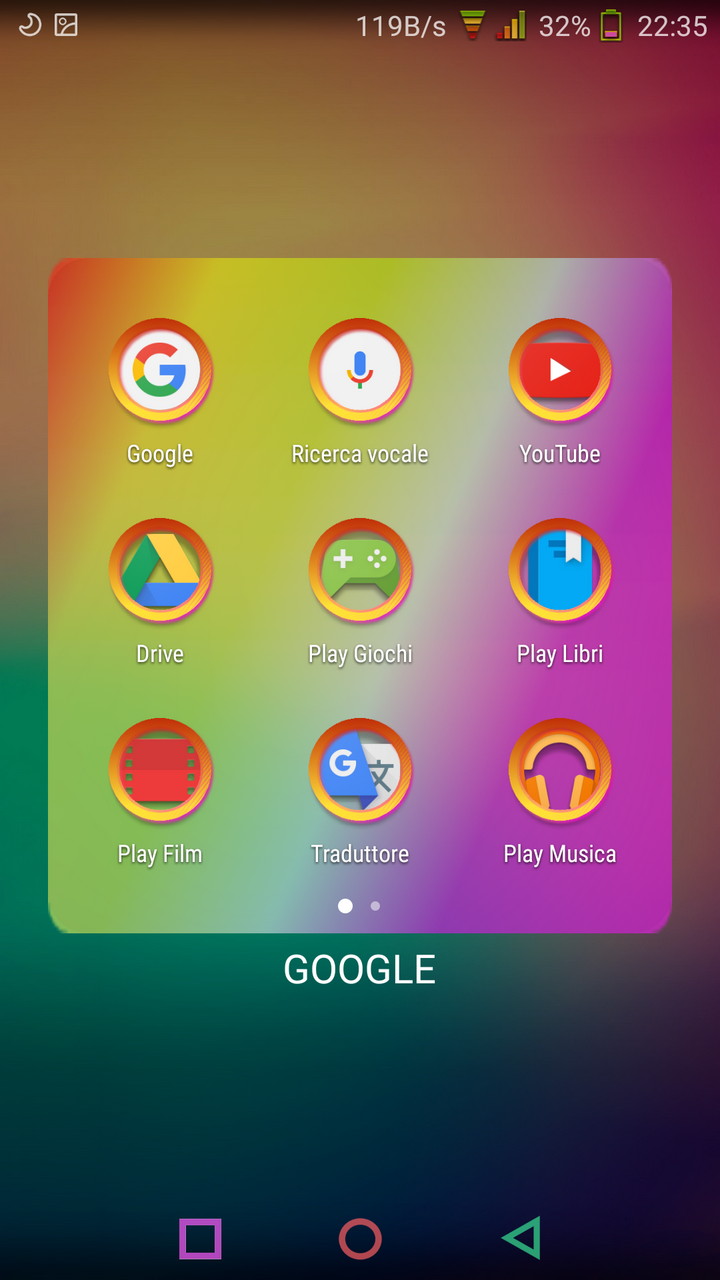 119B/s 32% 22:35
G
Google Ricerca vocale YouTube
Drive Play Giochi Play Libri
G 文
Play Film Traduttore Play Musica
GOOGLE